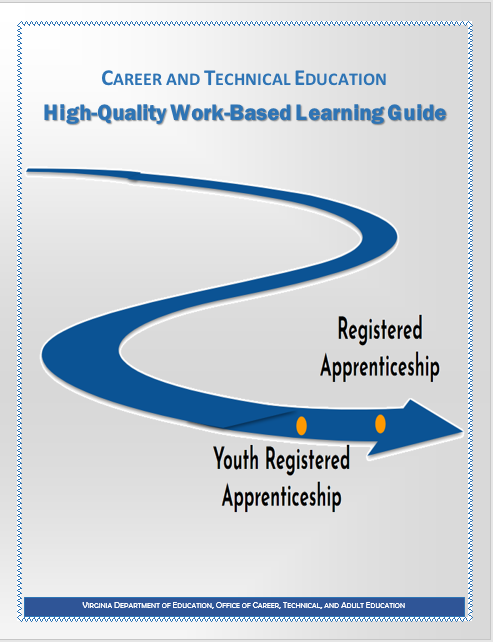 CAREER AND TECHNICAL EDUCATION
High-Quality Work-Based Learning Guide
Registered
Apprenticeship
Youth Registered
Apprenticeship
VIRGINIA DEPARTMENT OF EDUCATION, OFFICE OF CAREER, TECHNICAL, AND ADULT EDUCATION